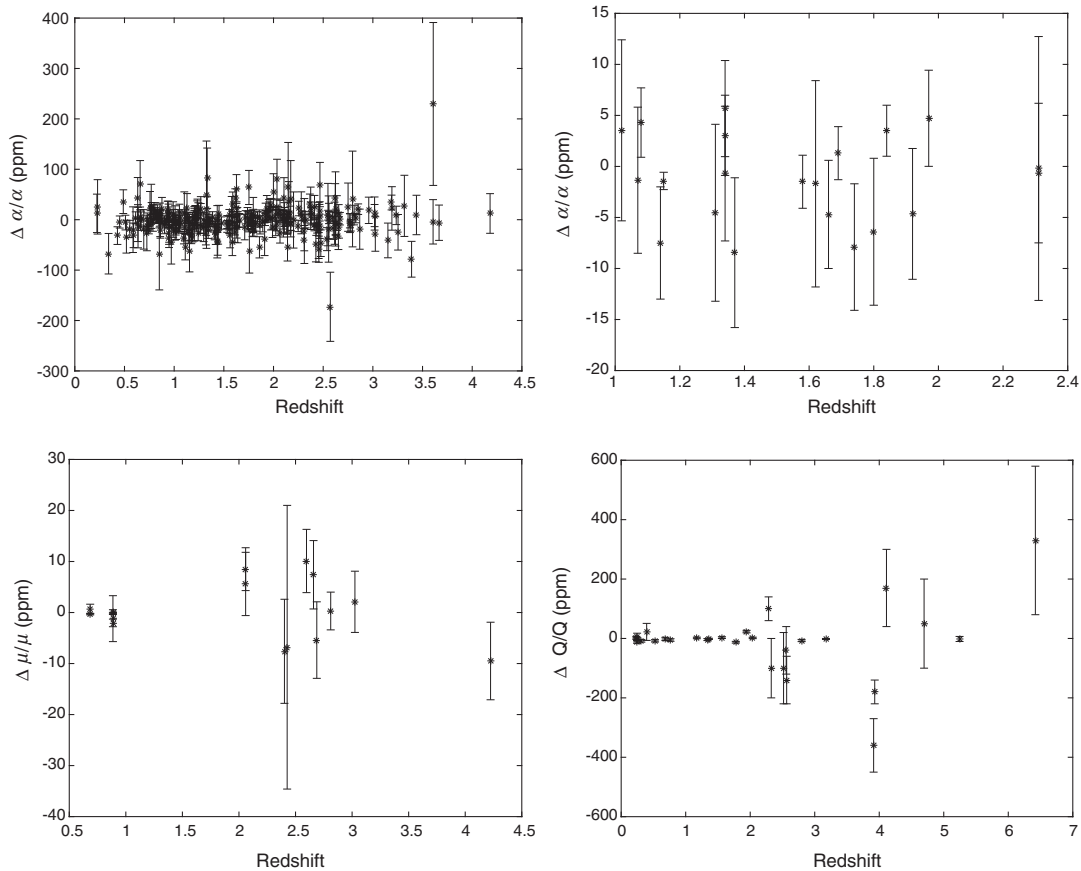 400
300
200
100
0
-100
-200
-300
0 0.5 1 1.5 2 2.5 3 3.5 4 4.5
Δ α/α (ppm)
Redshift
15
10
5
0
-5
-10
-15
-20
1 1.2 1.4 1.6 1.8 2 2.2 2.4
Δ α/α (ppm)
Redshift
30
20
10
0
-10
-20
-30
-40
0.5 1 1.5 2 2.5 3 3.5 4 4.5
Δ μ/μ (ppm)
Redshift
600
400
200
0
-200
-400
-600
0 1 2 3 4 5 6 7
Δ Q/Q (ppm)
Redshift